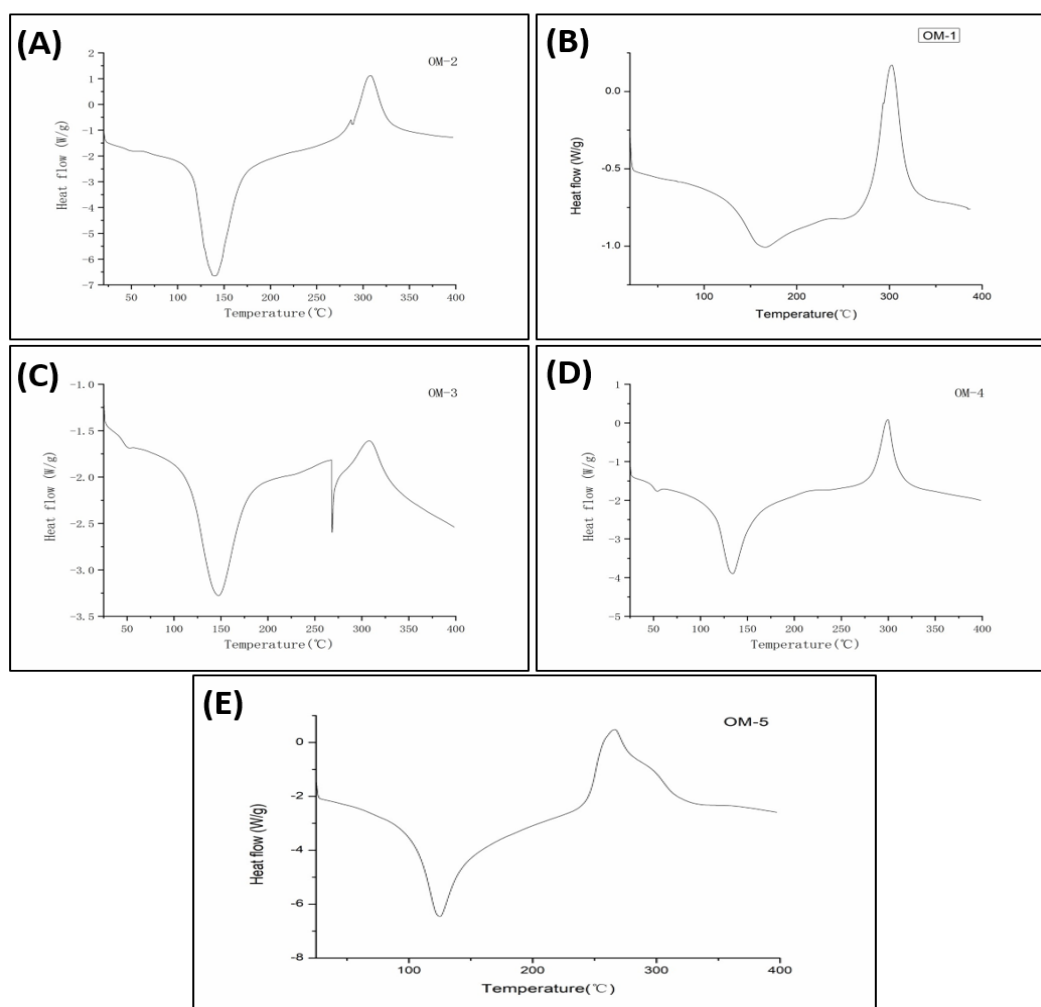 (A)
OM-2
2
1
0
-1
-2
-3
-4
-5
-6
-7
Heat flow (W/g)
50 100 150 200 250 300 350 400
Temperature(℃)
(B)
OM-1
0.0
-0.5
-1.0
Heat flow (W/g)
100 200 300 400
Temperature(℃)
(C)
OM-3
-1.0
-1.5
-2.0
-2.5
-3.0
-3.5
Heat flow (W/g)
50 100 150 200 250 300 350 400
Temperature(℃)
(D)
OM-4
1
0
-1
-2
-3
-4
-5
Heat flow (W/g)
50 100 150 200 250 300 350 400
Temperature(℃)
(E)
OM-5
0
-2
-4
-6
-8
Heat flow (W/g)
100 200 300 400
Temperature(℃)